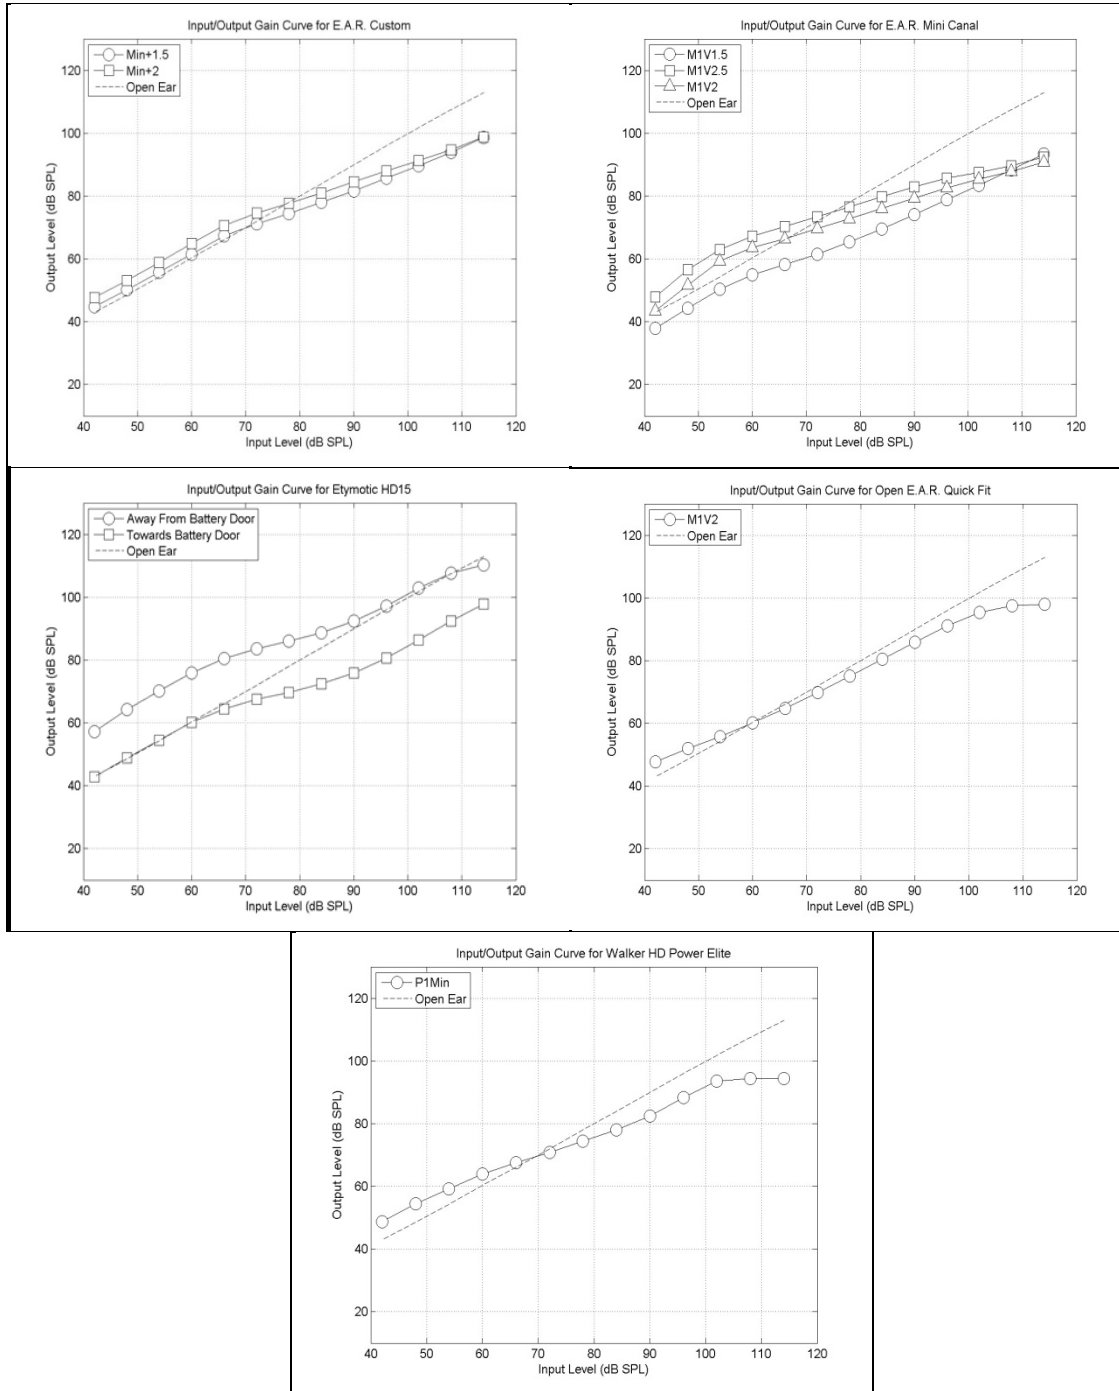 Input/Output Gain Curve for E.A.R. Custom
Min+1.5
Min+2
Open Ear
120
100
80
60
40
20
40 50 60 70 80 90 100 110 120
Output Level (dB SPL)
Input Level (dB SPL)
Input/Output Gain Curve for E.A.R. Mini Canal
M1V1.5
M1V2.5
M1V2
Open Ear
120
100
80
60
40
20
40 50 60 70 80 90 100 110 120
Output Level (dB SPL)
Input Level (dB SPL)
Input/Output Gain Curve for Etymotic HD15
Away From Battery Door
Towards Battery Door
Open Ear
120
100
80
60
40
20
40 50 60 70 80 90 100 110 120
Output Level (dB SPL)
Input Level (dB SPL)
Input/Output Gain Curve for Open E.A.R. Quick Fit
M1V2
Open Ear
120
100
80
60
40
20
40 50 60 70 80 90 100 110 120
Output Level (dB SPL)
Input Level (dB SPL)
Input/Output Gain Curve for Walker HD Power Elite
P1Min
Open Ear
120
100
80
60
40
20
40 50 60 70 80 90 100 110 120
Output Level (dB SPL)
Input Level (dB SPL)